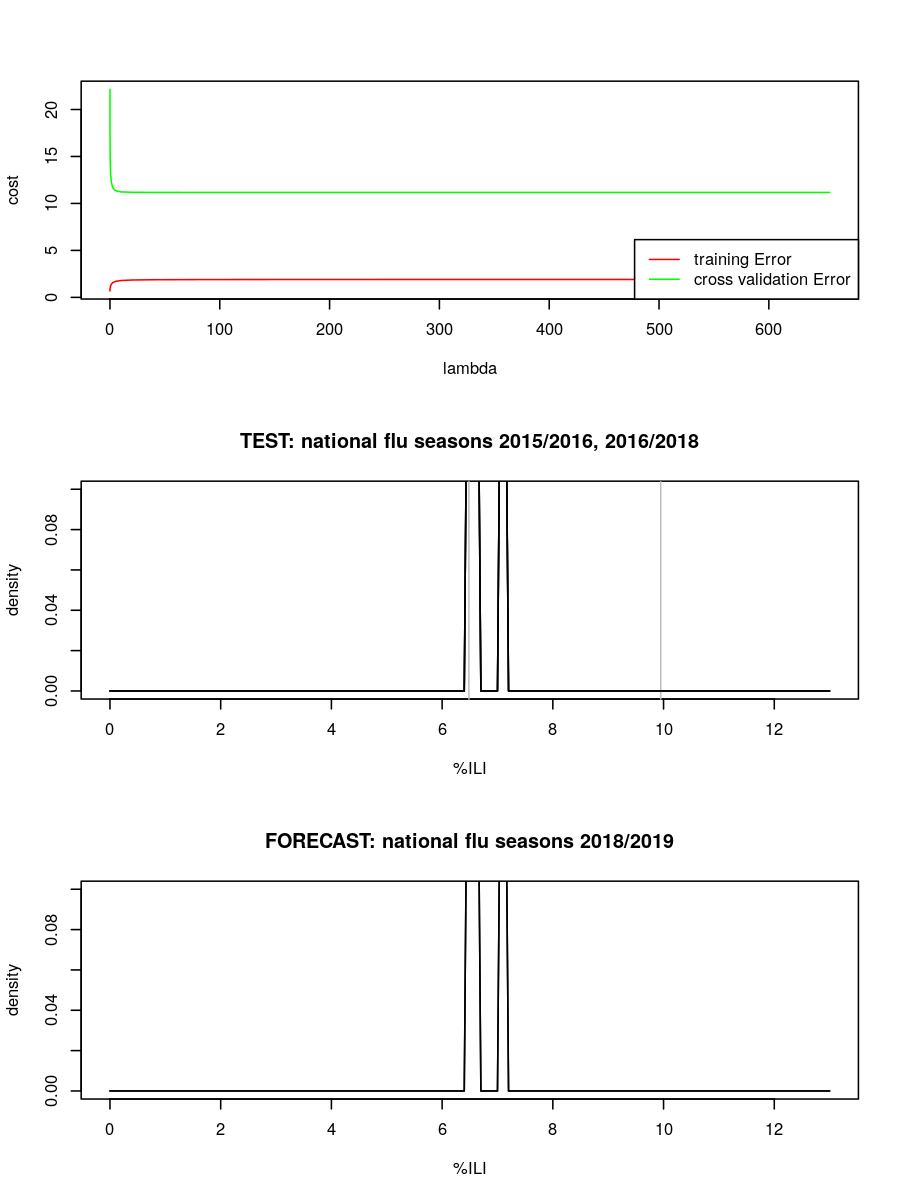 20
15
10
5
0
cost
training Error
cross validation Error
0 100 200 300 400 500 600
lambda
TEST: national flu seasons 2015/2016, 2016/2018
0.08
0.04
0.00
density
0 2 4 6 8 10 12
%ILI
FORECAST: national flu seasons 2018/2019
0.08
0.04
0.00
density
0 2 4 6 8 10 12
%ILI